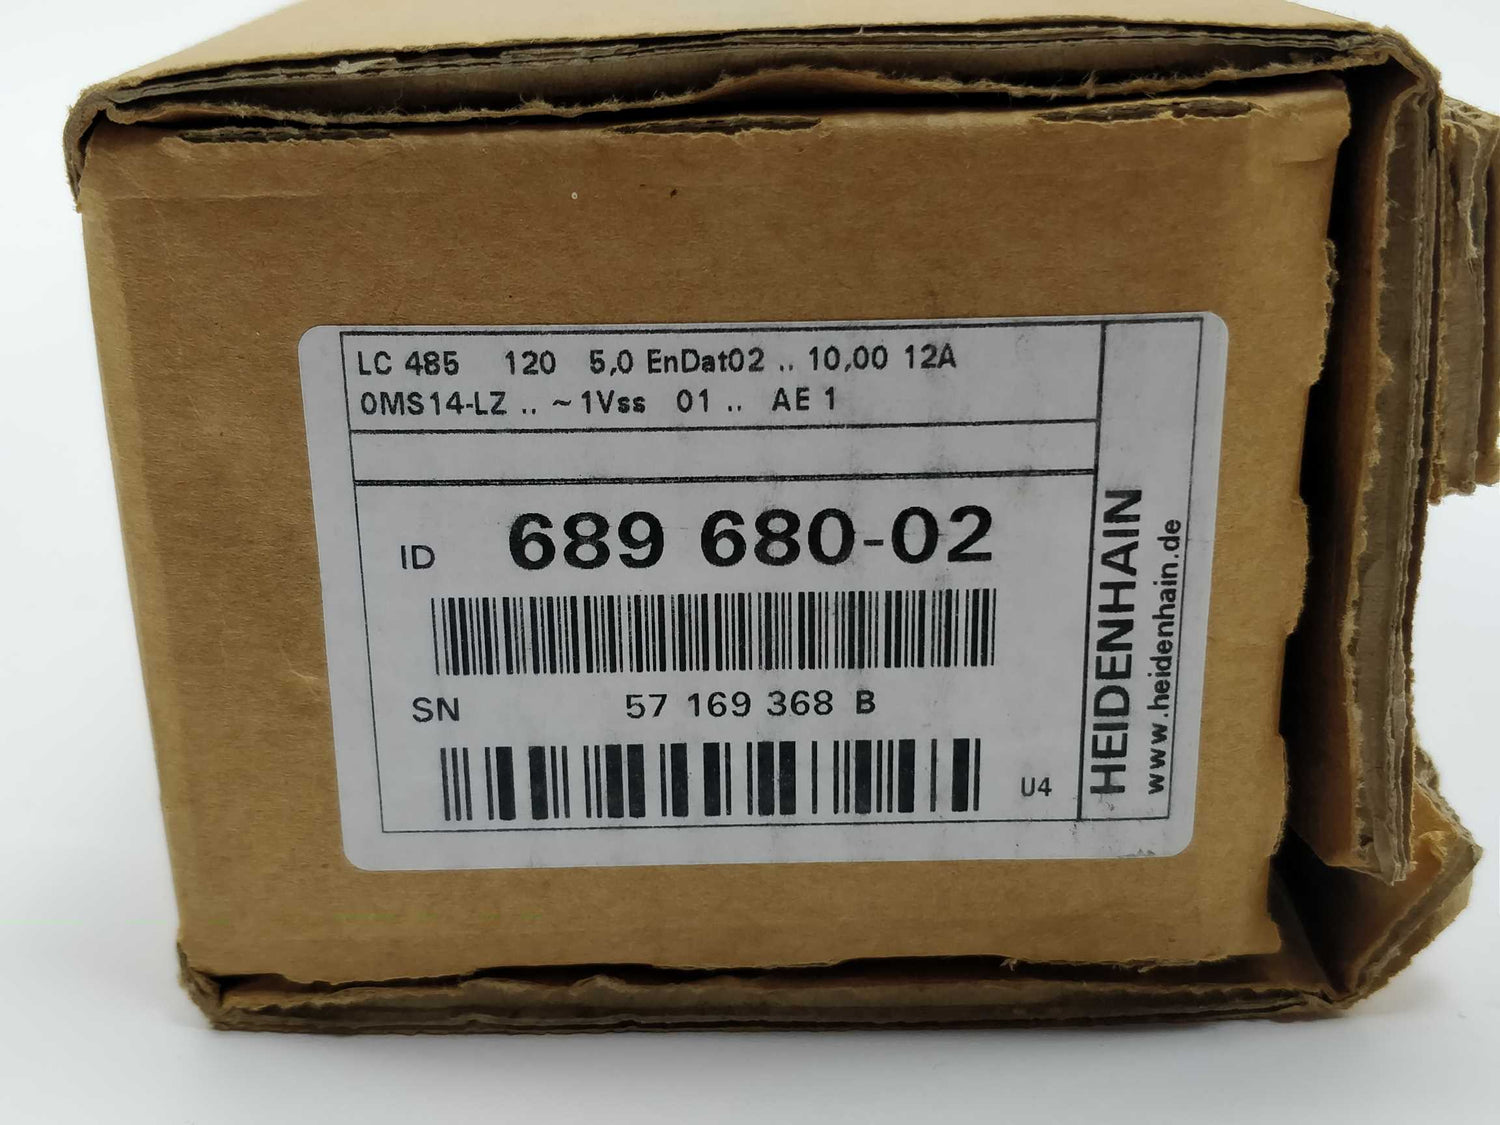 LC 485 120 5,0 EnDat02 .. 10,00 12A
0MS14-LZ .. ~1Vss 01 .. AE 1
ID 689 680-02
SN 57 169 368 B
U4
HEIDENHAIN
www.heidenhain.de